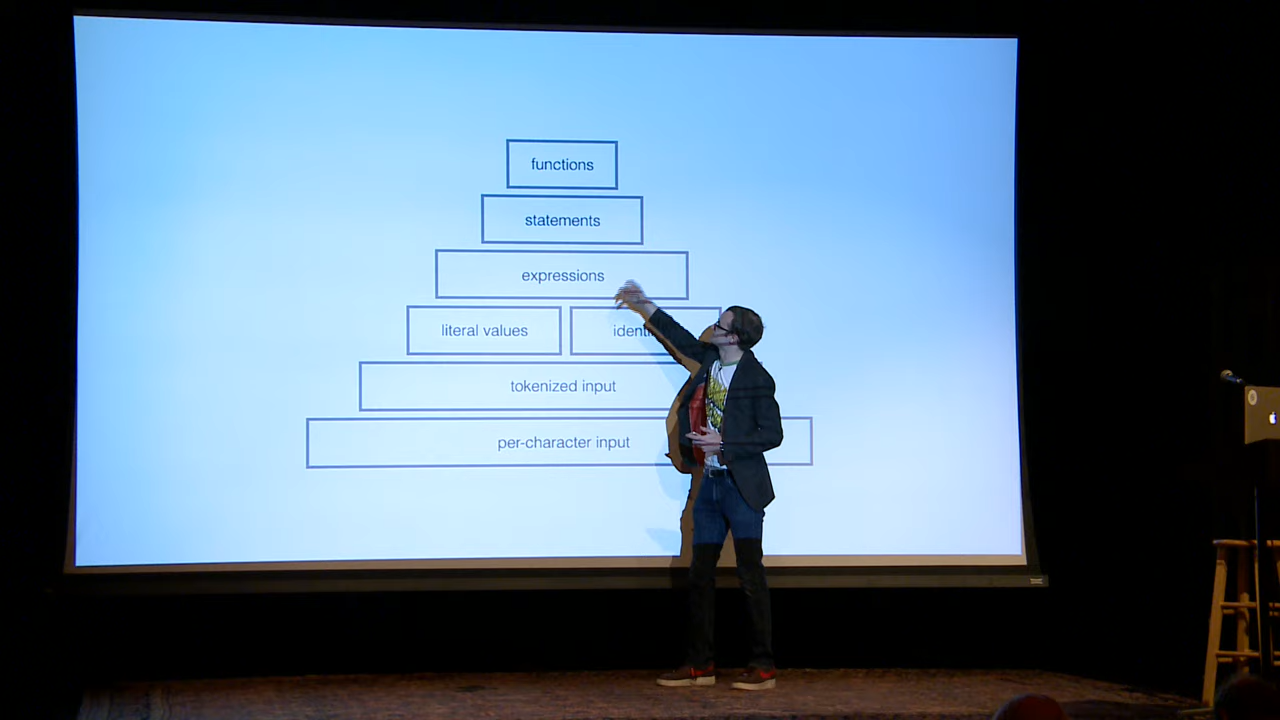 functions
statements
expressions
literal values
tokenized input
per-character input